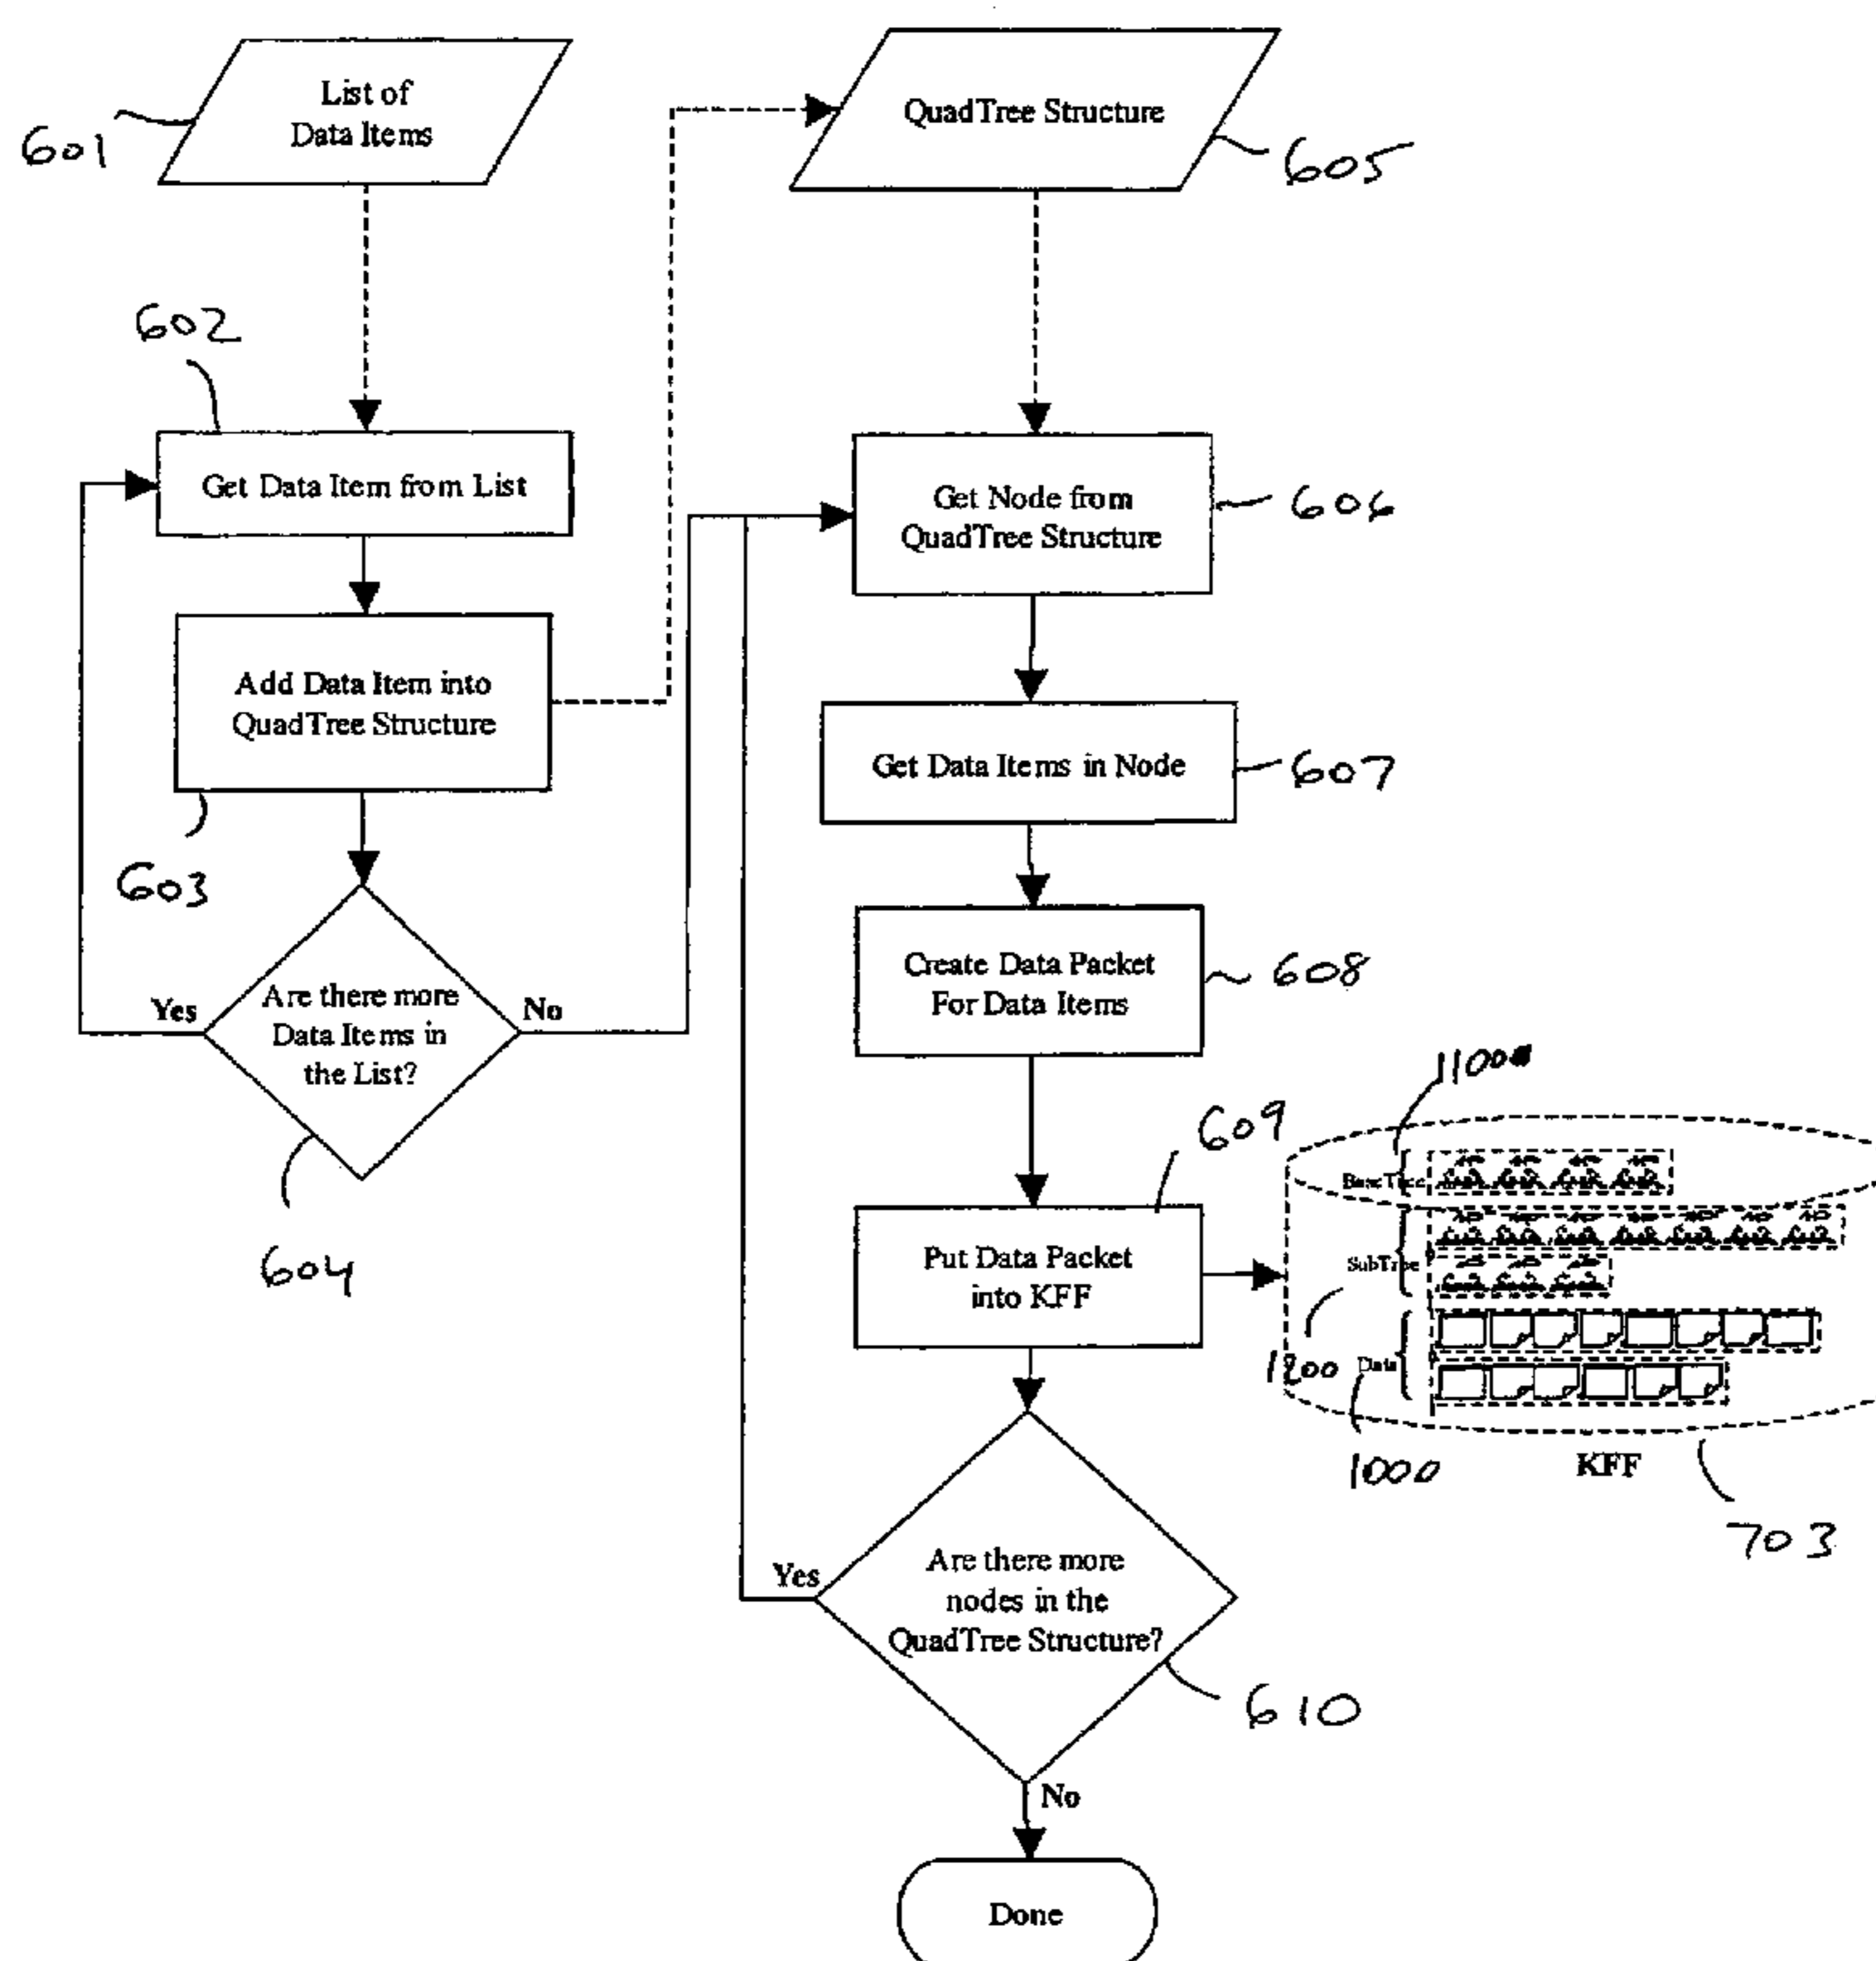 List of
Data Items
601
QuadTree Structure
605
602
Get Data Item from List
Get Node from
QuadTree Structure
606
Add Data Item into
QuadTree Structure
603
Get Data Items in Node
607
Yes
Are there more
Data Items in
the List?
No
604
Create Data Packet
For Data Items
608
609
Put Data Packet
into KFF
1100
BaseTree
SubTree
1200
Data
1000
KFF
703
Yes
Are there more
nodes in the
QuadTree Structure?
610
No
Done